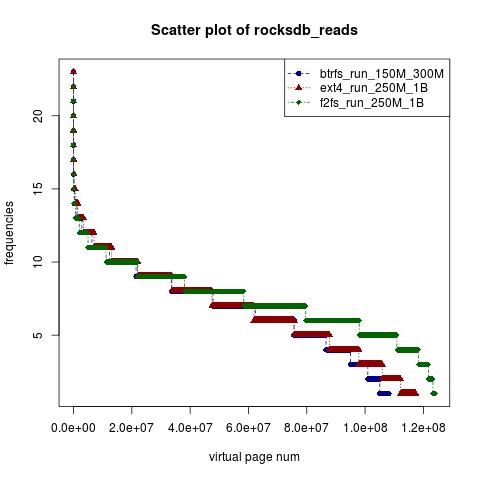 Scatter plot of rocksdb_reads
btrfs_run_150M_300M
ext4_run_250M_1B
f2fs_run_250M_1B
frequencies
20
15
10
5
0.0e+00 2.0e+07 4.0e+07 6.0e+07 8.0e+07 1.0e+08 1.2e+08
virtual page num